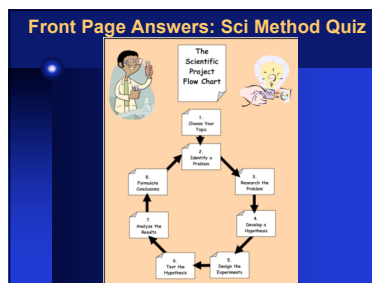 Front Page Answers: Sci Method Quiz
The
Scientific
Project
Flow Chart
1.
Choose Your
Topic
2.
Identify a
Problem
3.
Research the
Problem
4.
Develop a
Hypothesis
5.
Design the
Experiments
6.
Test the
Hypothesis
7.
Analyze the
Results
8.
Formulate
Conclusions